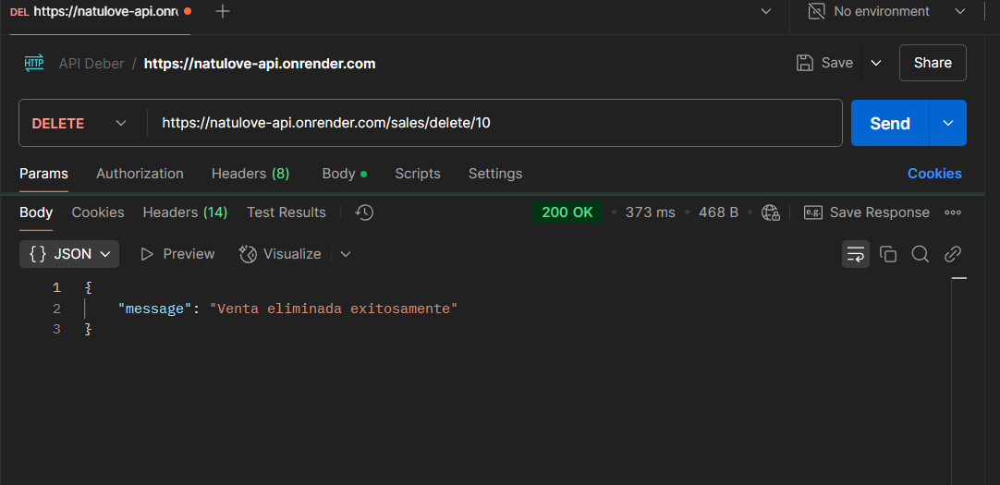 DEL https://natulove-api.onr
No environment
HTTP API Deber / https://natulove-api.onrender.com
Save
Share
DELETE
https://natulove-api.onrender.com/sales/delete/10
Send
Params Authorization Headers (8) Body Scripts Settings Cookies
Body Cookies Headers (14) Test Results 200 OK 373 ms 468 B e.g. Save Response
{} JSON Preview Visualize
1 {
2 "message": "Venta eliminada exitosamente"
3 }